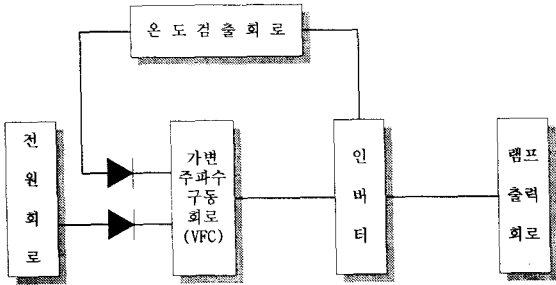 온 도 검 출 회 로
전
원
회
로
가변
주파수
구동
회로
(VFC)
인
버
터
램프
출력
회로